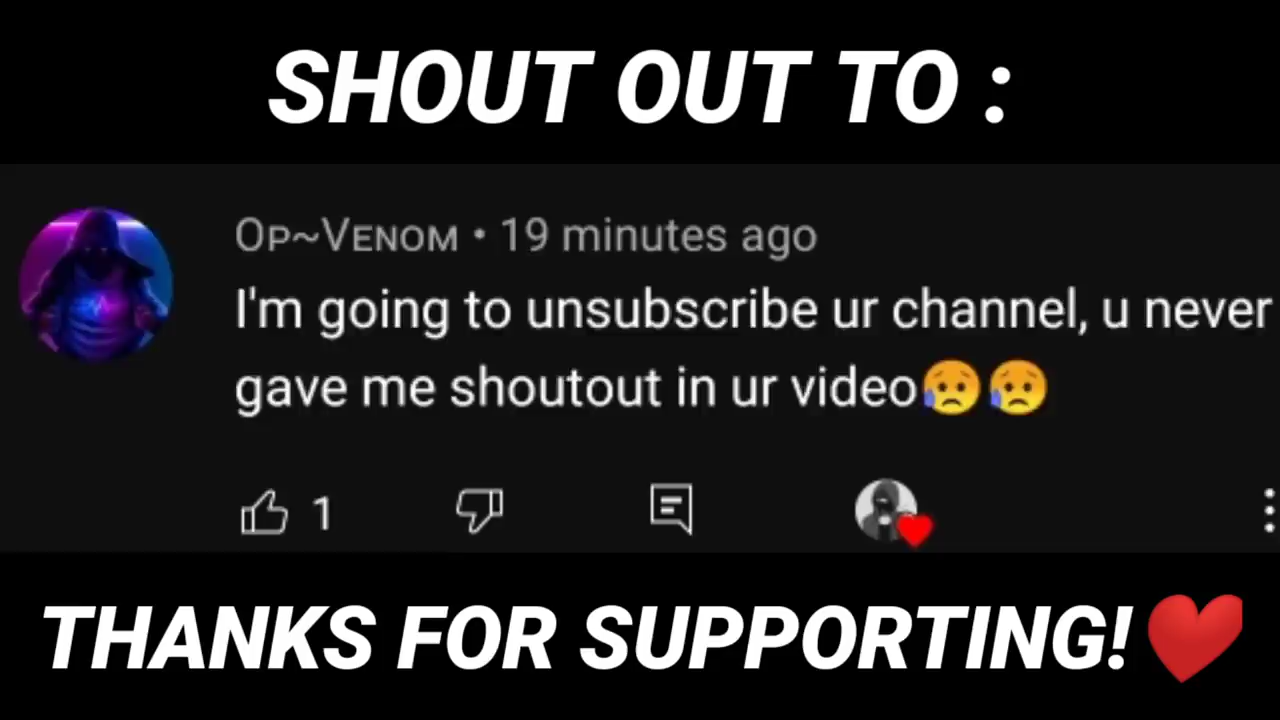 SHOUT OUT TO :
Op~Venom • 19 minutes ago
I'm going to unsubscribe ur channel, u never
gave me shoutout in ur video😥😥
1
THANKS FOR SUPPORTING!❤️